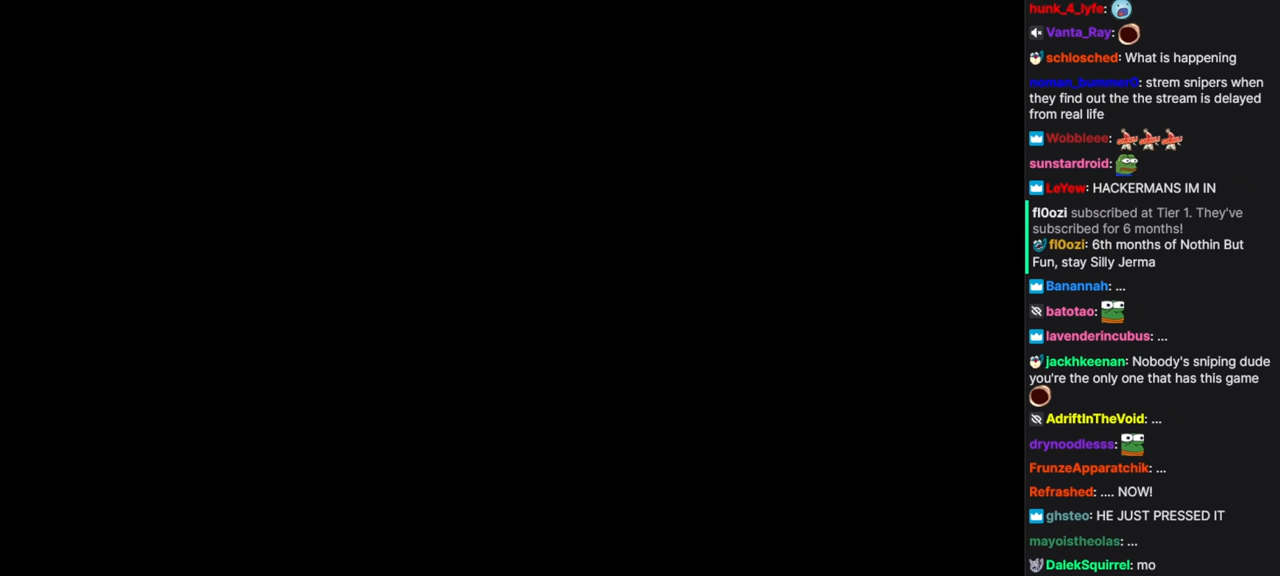 hunk_4_lyfe:
Vanta_Ray:
schlosched: What is happening
noman_bummer0: strem snipers when
they find out the the stream is delayed
from real life
Wobbleee:
sunstardroid:
LeYew: HACKERMANS IM IN
fl0ozi subscribed at Tier 1. They've
subscribed for 6 months!
fl0ozi: 6th months of Nothin But
Fun, stay Silly Jerma
Banannah: ...
batotao:
lavenderincubus: ...
jackhkeenan: Nobody's sniping dude
you're the only one that has this game
AdriftInTheVoid: ...
drynoodlesss:
FrunzeApparatchik: ...
Refrashed: .... NOW!
ghsteo: HE JUST PRESSED IT
mayoistheolas: ...
DalekSquirrel: mo